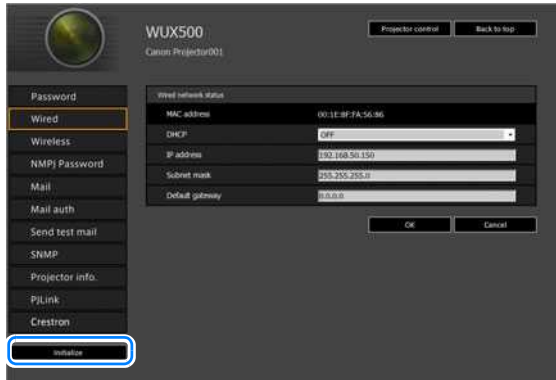 WUX500
Canon Projector001
Projector control
Back to top
Password
Wired
Wireless
NMPJ Password
Mail
Mail auth
Send test mail
SNMP
Projector info.
PJLink
Crestron
Initialize
Wired network status
MAC address 00:1E:8F:FA:56:86
DHCP OFF
IP address 192.168.50.150
Subnet mask 255.255.255.0
Default gateway 0.0.0.0
OK Cancel